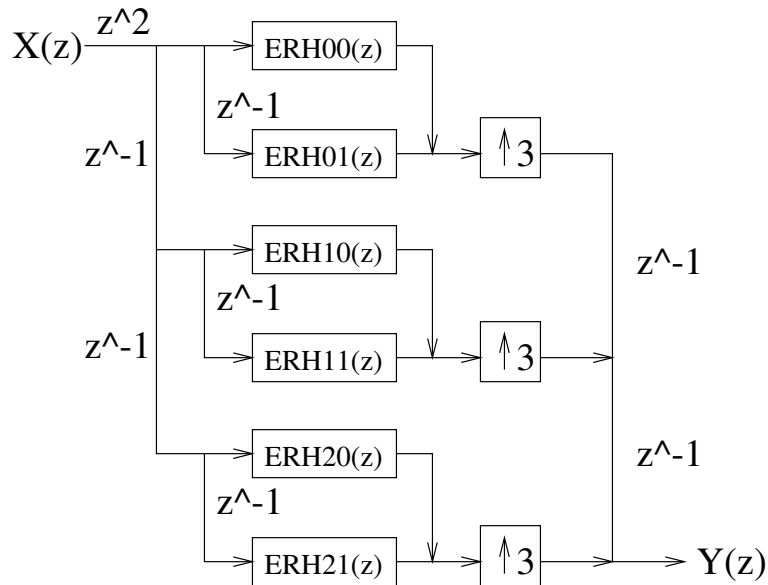 X(z)
z^2
ERH00(z)
z^-1
z^-1
ERH01(z)
↑3
ERH10(z)
z^-1
z^-1
z^-1
ERH11(z)
↑3
ERH20(z)
z^-1
z^-1
ERH21(z)
↑3
Y(z)